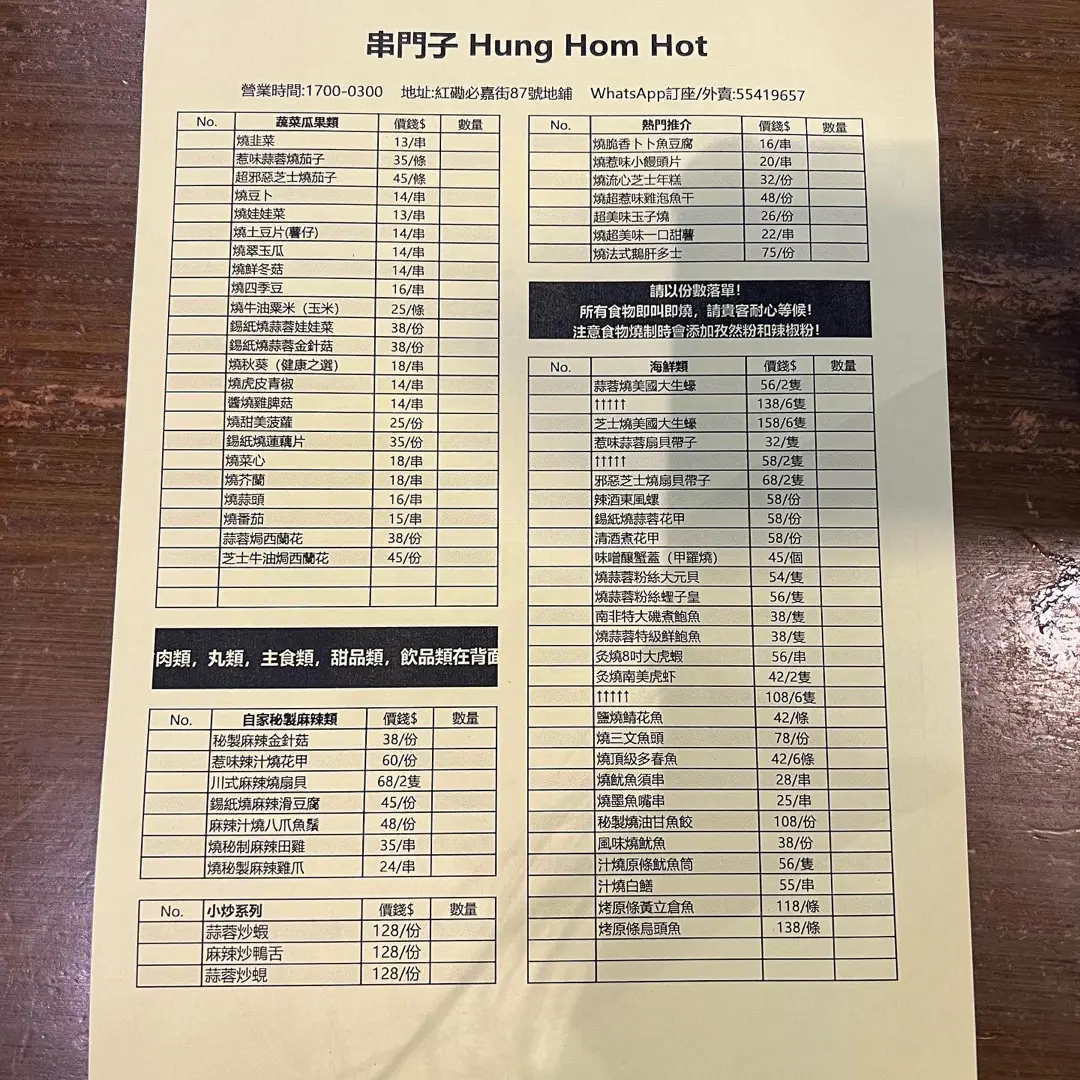 串門子 Hung Hom Hot
營業時間:1700-0300 地址:紅磡必嘉街87號地鋪 WhatsApp訂座/外賣:55419657
No. 蔬菜瓜果類 價錢$ 數量
燒韭菜 13/串
惹味蒜蓉燒茄子 35/條
超邪惡芝士燒茄子 45/條
燒豆卜 14/串
燒娃娃菜 13/串
燒土豆片(薯仔) 14/串
燒翠玉瓜 14/串
燒鮮冬菇 14/串
燒四季豆 16/串
燒牛油粟米（玉米） 25/條
錫紙燒蒜蓉娃娃菜 38/份
錫紙燒蒜蓉金針菇 38/份
燒秋葵（健康之選） 18/串
燒虎皮青椒 14/串
醬燒雞脾菇 14/串
燒甜美菠蘿 25/份
錫紙燒蓮藕片 35/份
燒菜心 18/串
燒芥蘭 18/串
燒蒜頭 16/串
燒番茄 15/串
蒜蓉焗西蘭花 38/份
芝士牛油焗西蘭花 45/份
肉類，丸類，主食類，甜品類，飲品類在背面
No. 自家秘製麻辣類 價錢$ 數量
秘製麻辣金針菇 38/份
惹味辣汁燒花甲 60/份
川式麻辣燒扇貝 68/2隻
錫紙燒麻辣滑豆腐 45/份
麻辣汁燒八爪魚鬚 48/份
燒秘制麻辣田雞 35/串
燒秘製麻辣雞爪 24/串
No. 小炒系列 價錢$ 數量
蒜蓉炒蝦 128/份
麻辣炒鴨舌 128/份
蒜蓉炒蜆 128/份
No. 熱門推介 價錢$ 數量
燒脆香卜卜魚豆腐 16/串
燒惹味小饅頭片 20/串
燒流心芝士年糕 32/份
燒超惹味雞泡魚干 48/份
超美味玉子燒 26/份
燒超美味一口甜薯 22/串
燒法式鵝肝多士 75/份
請以份數落單!
所有食物即叫即燒，請貴客耐心等候!
注意食物燒制時會添加孜然粉和辣椒粉!
No. 海鮮類 價錢$ 數量
蒜蓉燒美國大生蠔 56/2隻
↑↑↑↑↑ 138/6隻
芝士燒美國大生蠔 158/6隻
惹味蒜蓉扇貝帶子 32/隻
↑↑↑↑↑ 58/2隻
邪惡芝士燒扇貝帶子 68/2隻
辣酒東風螺 58/份
錫紙燒蒜蓉花甲 58/份
清酒煮花甲 58/份
味噌釀蟹蓋（甲羅燒） 45/個
燒蒜蓉粉絲大元貝 54/隻
燒蒜蓉粉絲蟶子皇 56/隻
南非特大磯煮鮑魚 38/隻
燒蒜蓉特級鮮鮑魚 38/隻
炙燒8吋大虎蝦 56/串
炙燒南美虎虾 42/2隻
↑↑↑↑↑ 108/6隻
鹽燒鯖花魚 42/條
燒三文魚頭 78/份
燒頂級多春魚 42/6條
燒魷魚須串 28/串
燒墨魚嘴串 25/串
秘製燒油甘魚餃 108/份
風味燒魷魚 38/份
汁燒原條魷魚筒 56/隻
汁燒白鱔 55/串
烤原條黃立倉魚 118/條
烤原條烏頭魚 138/條